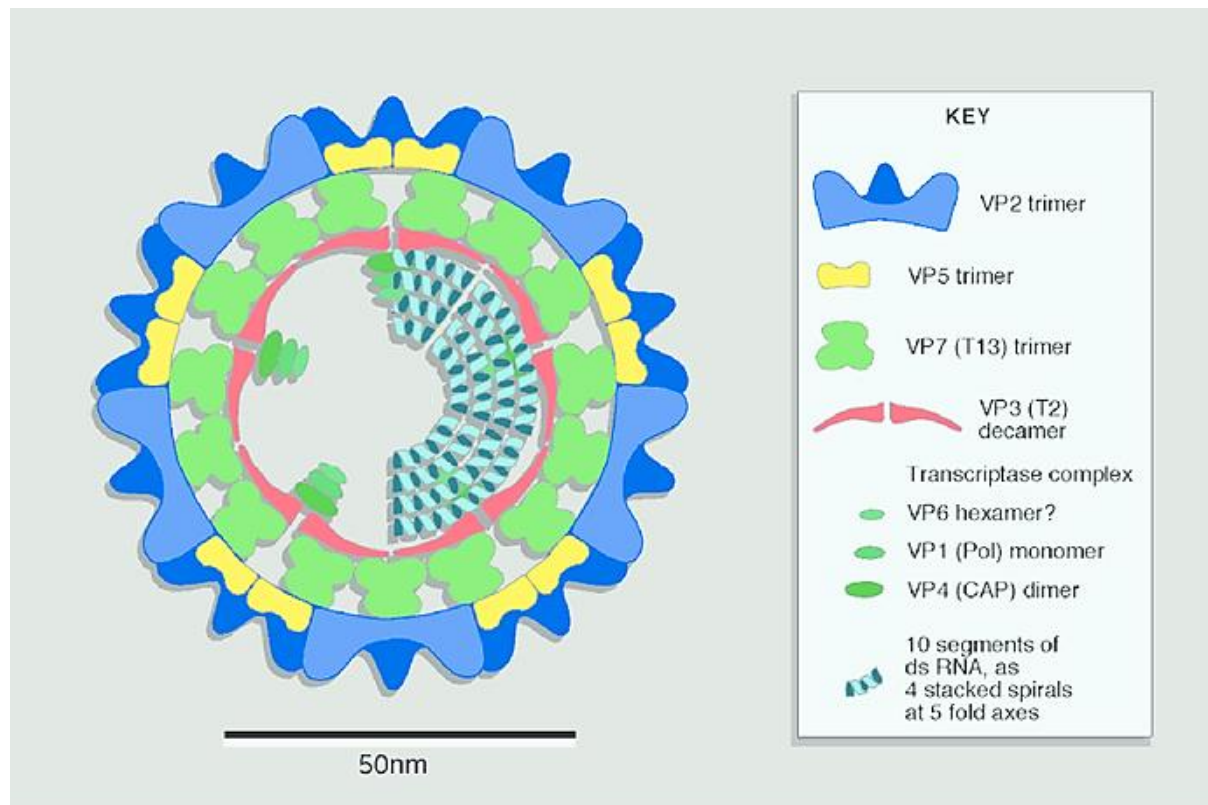 KEY
VP2 trimer
VP5 trimer
VP7 (T13) trimer
VP3 (T2)
decamer
Transcriptase complex
VP6 hexamer?
VP1 (Pol) monomer
VP4 (CAP) dimer
10 segments of
ds RNA, as
4 stacked spirals
at 5 fold axes
50nm